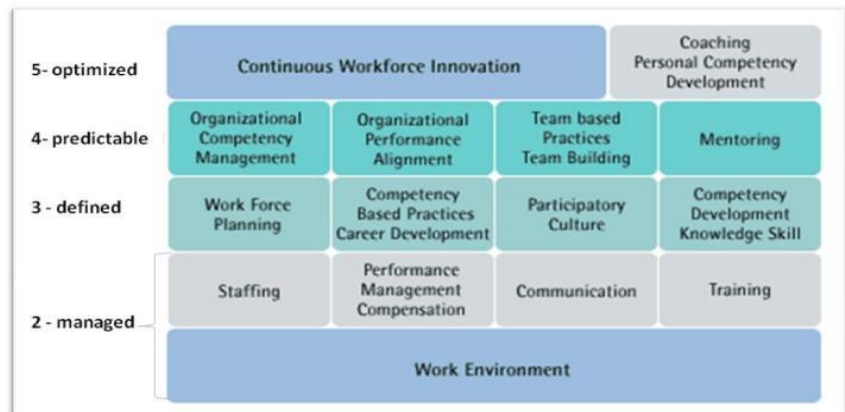 5- optimized
Continuous Workforce Innovation
Coaching
Personal Competency
Development
4- predictable
Organizational
Competency
Management
Organizational
Performance
Alignment
Team based
Practices
Team Building
Mentoring
3 - defined
Work Force
Planning
Competency
Based Practices
Career Development
Participatory
Culture
Competency
Development
Knowledge Skill
2 - managed
Staffing
Performance
Management
Compensation
Communication
Training
Work Environment